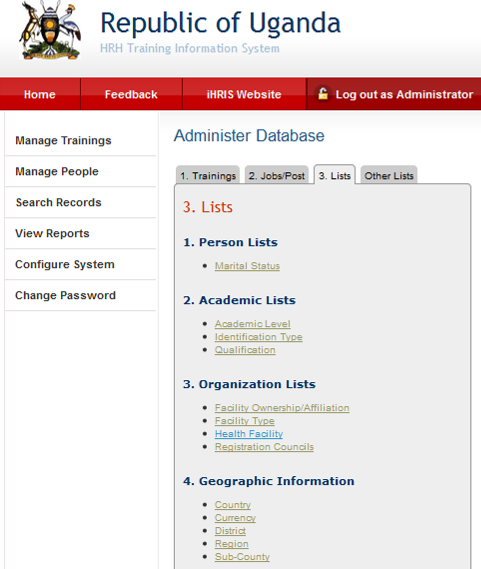 Republic of Uganda
HRH Training Information System
Home
Feedback
iHRIS Website
Log out as Administrator
Manage Trainings
Manage People
Search Records
View Reports
Configure System
Change Password
Administer Database
1. Trainings
2. Jobs/Post
3. Lists
Other Lists
3. Lists
1. Person Lists
Marital Status
2. Academic Lists
Academic Level
Identification Type
Qualification
3. Organization Lists
Facility Ownership/Affiliation
Facility Type
Health Facility
Registration Councils
4. Geographic Information
Country
Currency
District
Region
Sub-County